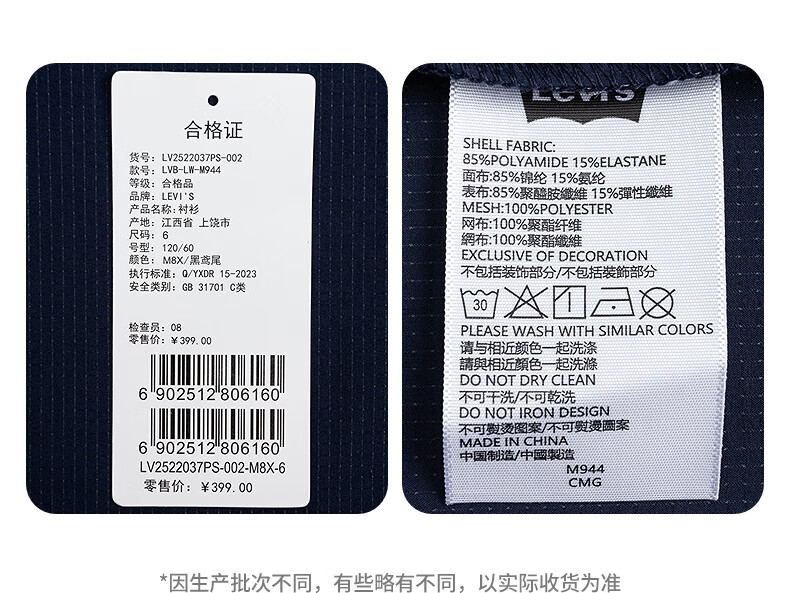 合格证
货号: LV2522037PS-002
款号: LVB-LW-M944
等级: 合格品
品牌: LEVI'S
产品名称:衬衫
产地: 江西省 上饶市
尺码: 6
号型: 120/60
颜色: M8X/黑鸢尾
执行标准: Q/YXDR 15-2023
安全类别: GB 31701 C类
检查员: 08
零售价: ￥399.00
6 902512 806160
6 902512 806160
LV2522037PS-002-M8X-6
零售价: ￥399.00
Levi's
SHELL FABRIC:
85%POLYAMIDE 15%ELASTANE
面布:85%锦纶 15%氨纶
表布:85%聚醯胺纖維 15%彈性纖維
MESH:100%POLYESTER
网布:100%聚酯纤维
網布:100%聚酯纖維
EXCLUSIVE OF DECORATION
不包括装饰部分/不包括裝飾部分
30
PLEASE WASH WITH SIMILAR COLORS
请与相近颜色一起洗涤
請與相近顏色一起洗滌
DO NOT DRY CLEAN
不可干洗/不可乾洗
DO NOT IRON DESIGN
不可熨烫图案/不可熨燙圖案
MADE IN CHINA
中国制造/中國製造
M944
CMG
*因生产批次不同，有些略有不同，以实际收货为准